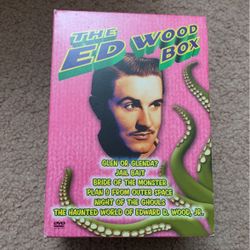 THE
ED WOOD
BOX
GLEN OR GLENDA?
JAIL BAIT
BRIDE OF THE MONSTER
PLAN 9 FROM OUTER SPACE
NIGHT OF THE GHOULS
THE HAUNTED WORLD OF EDWARD D. WOOD, JR.
DVD